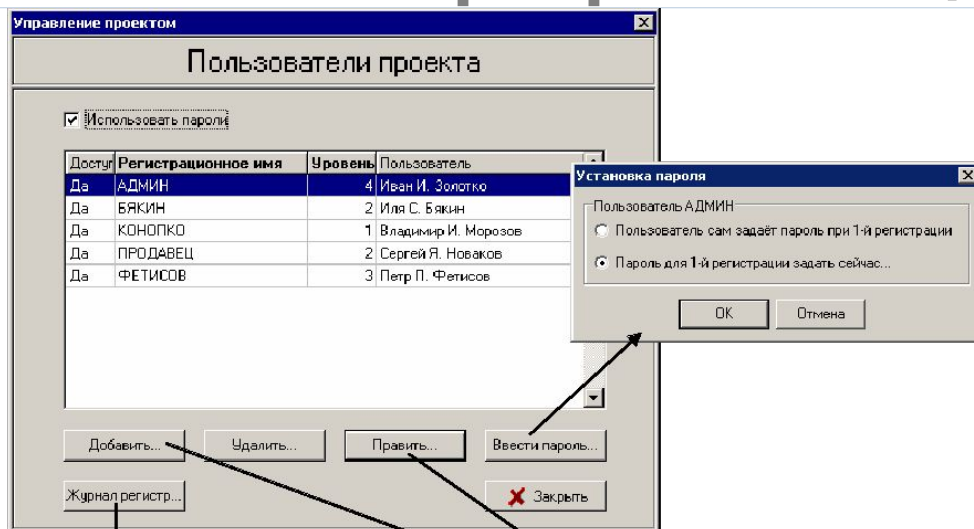 Управление проектом
Пользователи проекта
Использовать пароли
Доступ Регистрационное имя Уровень Пользователь
Да АДМИН 4 Иван И. Золотко
Да БЯКИН 2 Иля С. Бякин
Да КОНОПКО 1 Владимир И. Морозов
Да ПРОДАВЕЦ 2 Сергей Я. Новаков
Да ФЕТИСОВ 3 Петр П. Фетисов
Установка пароля
Пользователь АДМИН
Пользователь сам задаёт пароль при 1-й регистрации
Пароль для 1-й регистрации задать сейчас...
OK Отмена
Добавить... Удалить... Править... Ввести пароль...
Журнал регистр... Закрыть